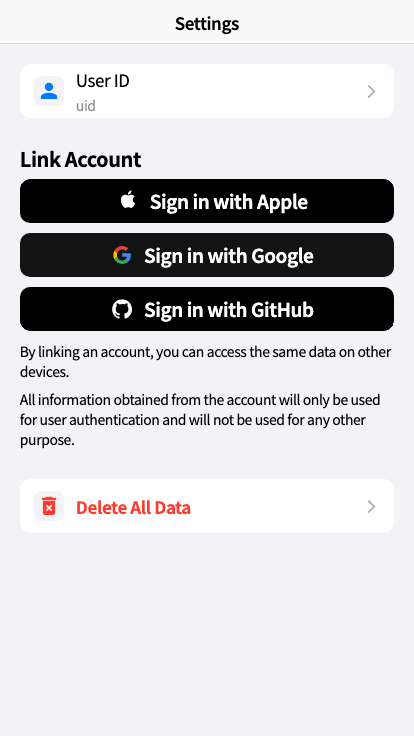 Settings
User ID
uid
Link Account
Sign in with Apple
Sign in with Google
Sign in with GitHub
By linking an account, you can access the same data on other
devices.
All information obtained from the account will only be used
for user authentication and will not be used for any other
purpose.
Delete All Data